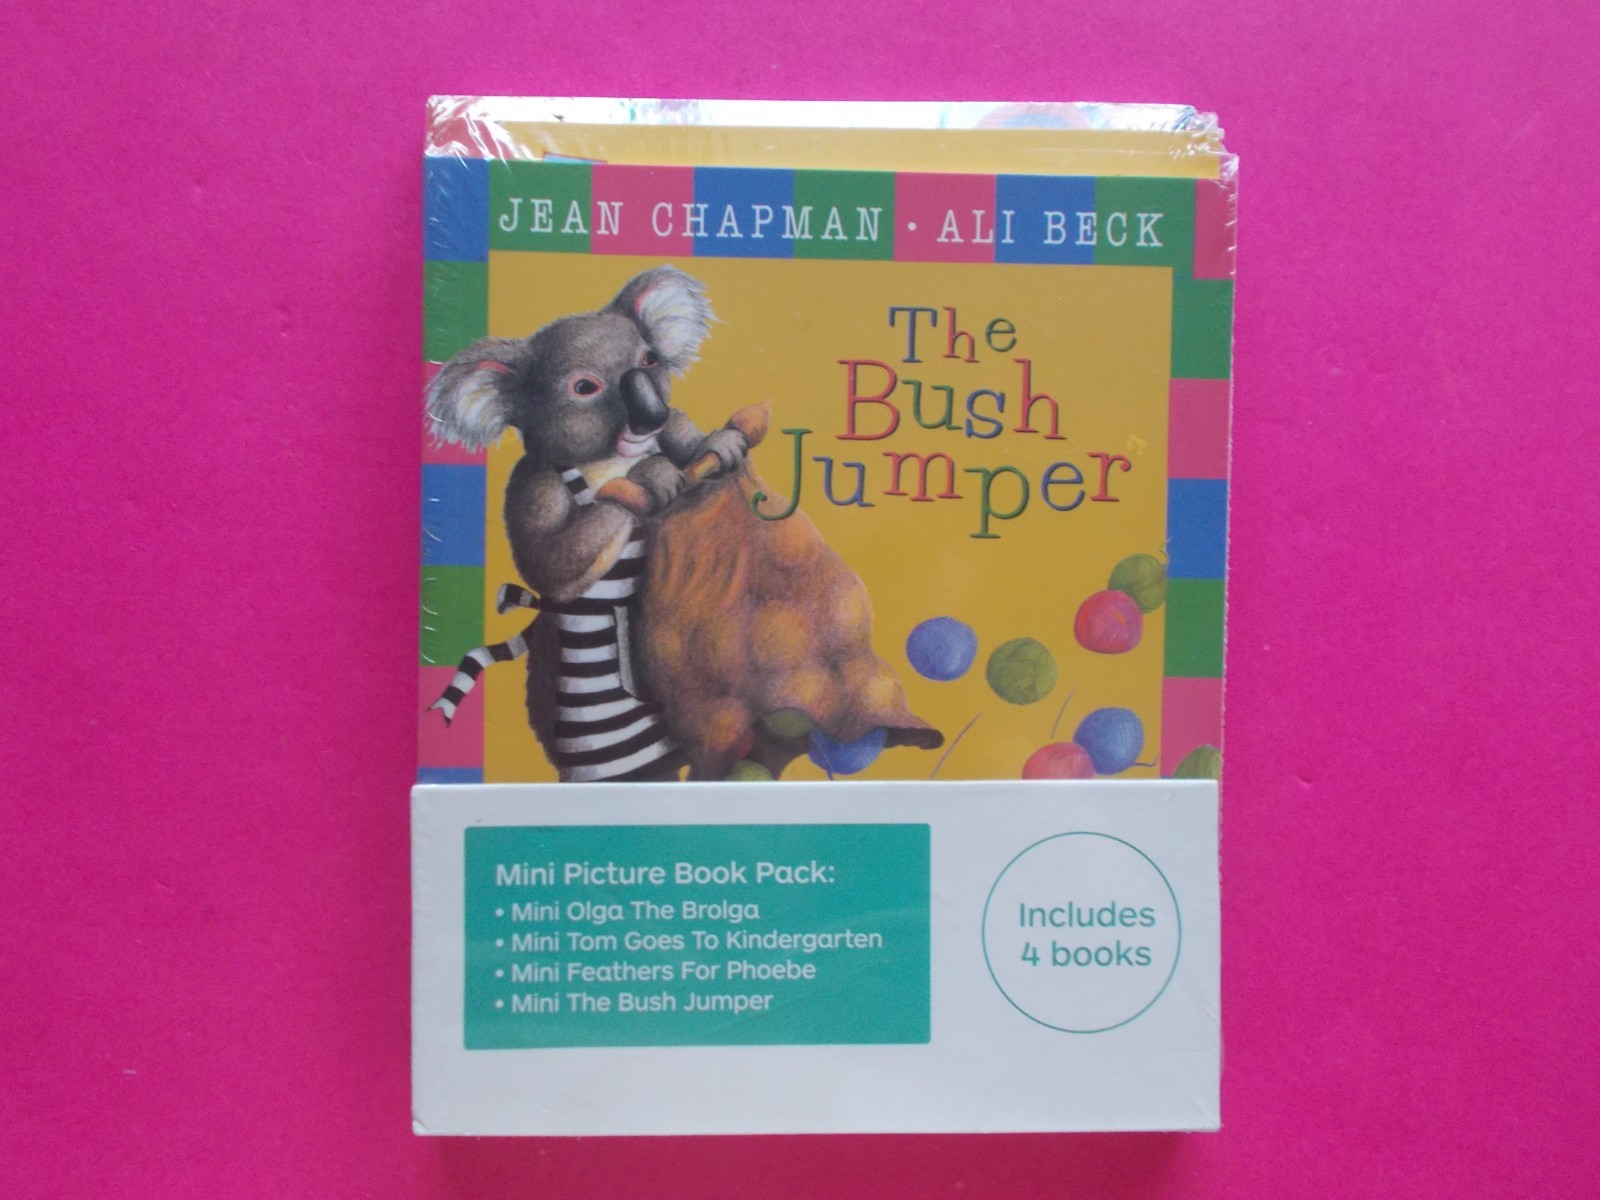 JEAN CHAPMAN • ALI BECK
The
Bush
Jumper
Mini Picture Book Pack:
• Mini Olga The Brolga
• Mini Tom Goes To Kindergarten
• Mini Feathers For Phoebe
• Mini The Bush Jumper
Includes
4 books